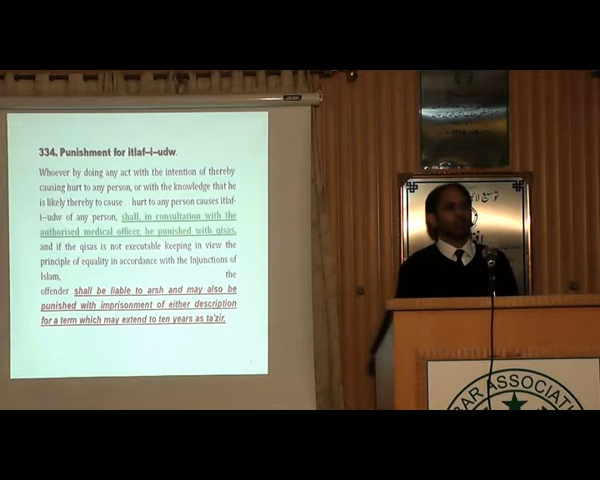 334. Punishment for itlaf–i–udw.
Whoever by doing any act with the intention of thereby
causing hurt to any person, or with the knowledge that he
is likely thereby to cause hurt to any person causes itlaf-
i–udw of any person, shall, in consultation with the
authorised medical officer, be punished with qisas,
and if the qisas is not executable keeping in view the
principle of equality in accordance with the Injunctions of
Islam, the
offender shall be liable to arsh and may also be
punished with imprisonment of either description
for a term which may extend to ten years as ta'zir.
توسیع لائبریری
BAR ASSOCIATION